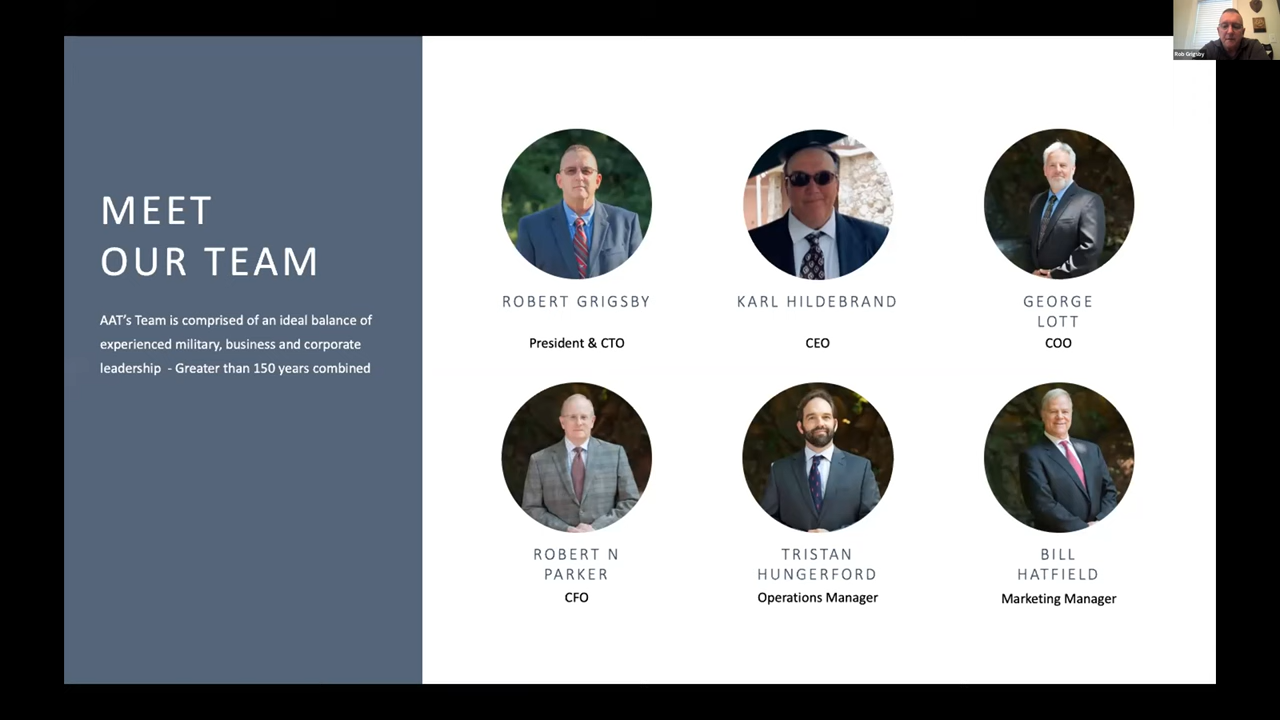 Rob Grigsby
MEET
OUR TEAM
AAT's Team is comprised of an ideal balance of
experienced military, business and corporate
leadership - Greater than 150 years combined
ROBERT GRIGSBY
President & CTO
KARL HILDEBRAND
CEO
GEORGE
LOTT
COO
ROBERT N
PARKER
CFO
TRISTAN
HUNGERFORD
Operations Manager
BILL
HATFIELD
Marketing Manager